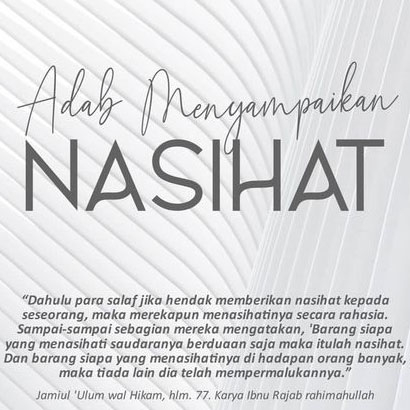 Adab Menyampaikan
NASIHAT
“Dahulu para salaf jika hendak memberikan nasihat kepada
seseorang, maka merekapun menasihatinya secara rahasia.
Sampai-sampai sebagian mereka mengatakan, 'Barang siapa
yang menasihati saudaranya berduaan saja maka itulah nasihat.
Dan barang siapa yang menasihatinya di hadapan orang banyak,
maka tiada lain dia telah mempermalukannya.”
Jamiul 'Ulum wal Hikam, hlm. 77. Karya Ibnu Rajab rahimahullah